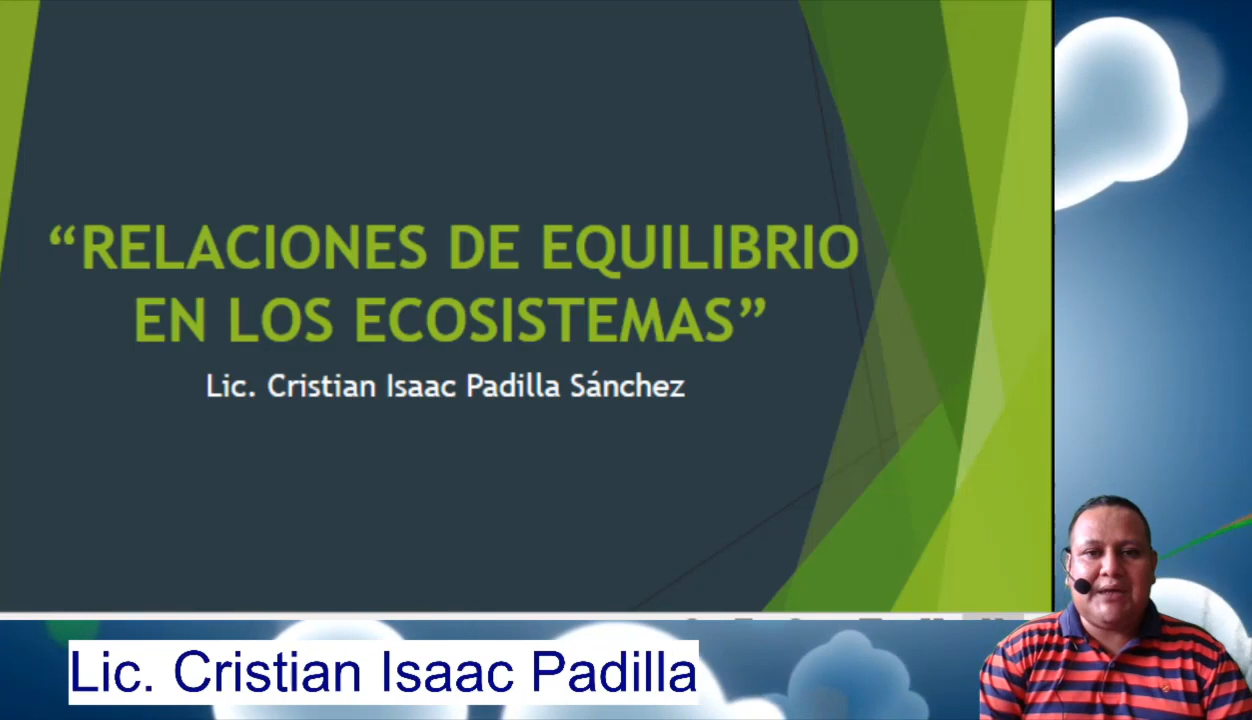 “RELACIONES DE EQUILIBRIO
EN LOS ECOSISTEMAS”
Lic. Cristian Isaac Padilla Sánchez
Lic. Cristian Isaac Padilla